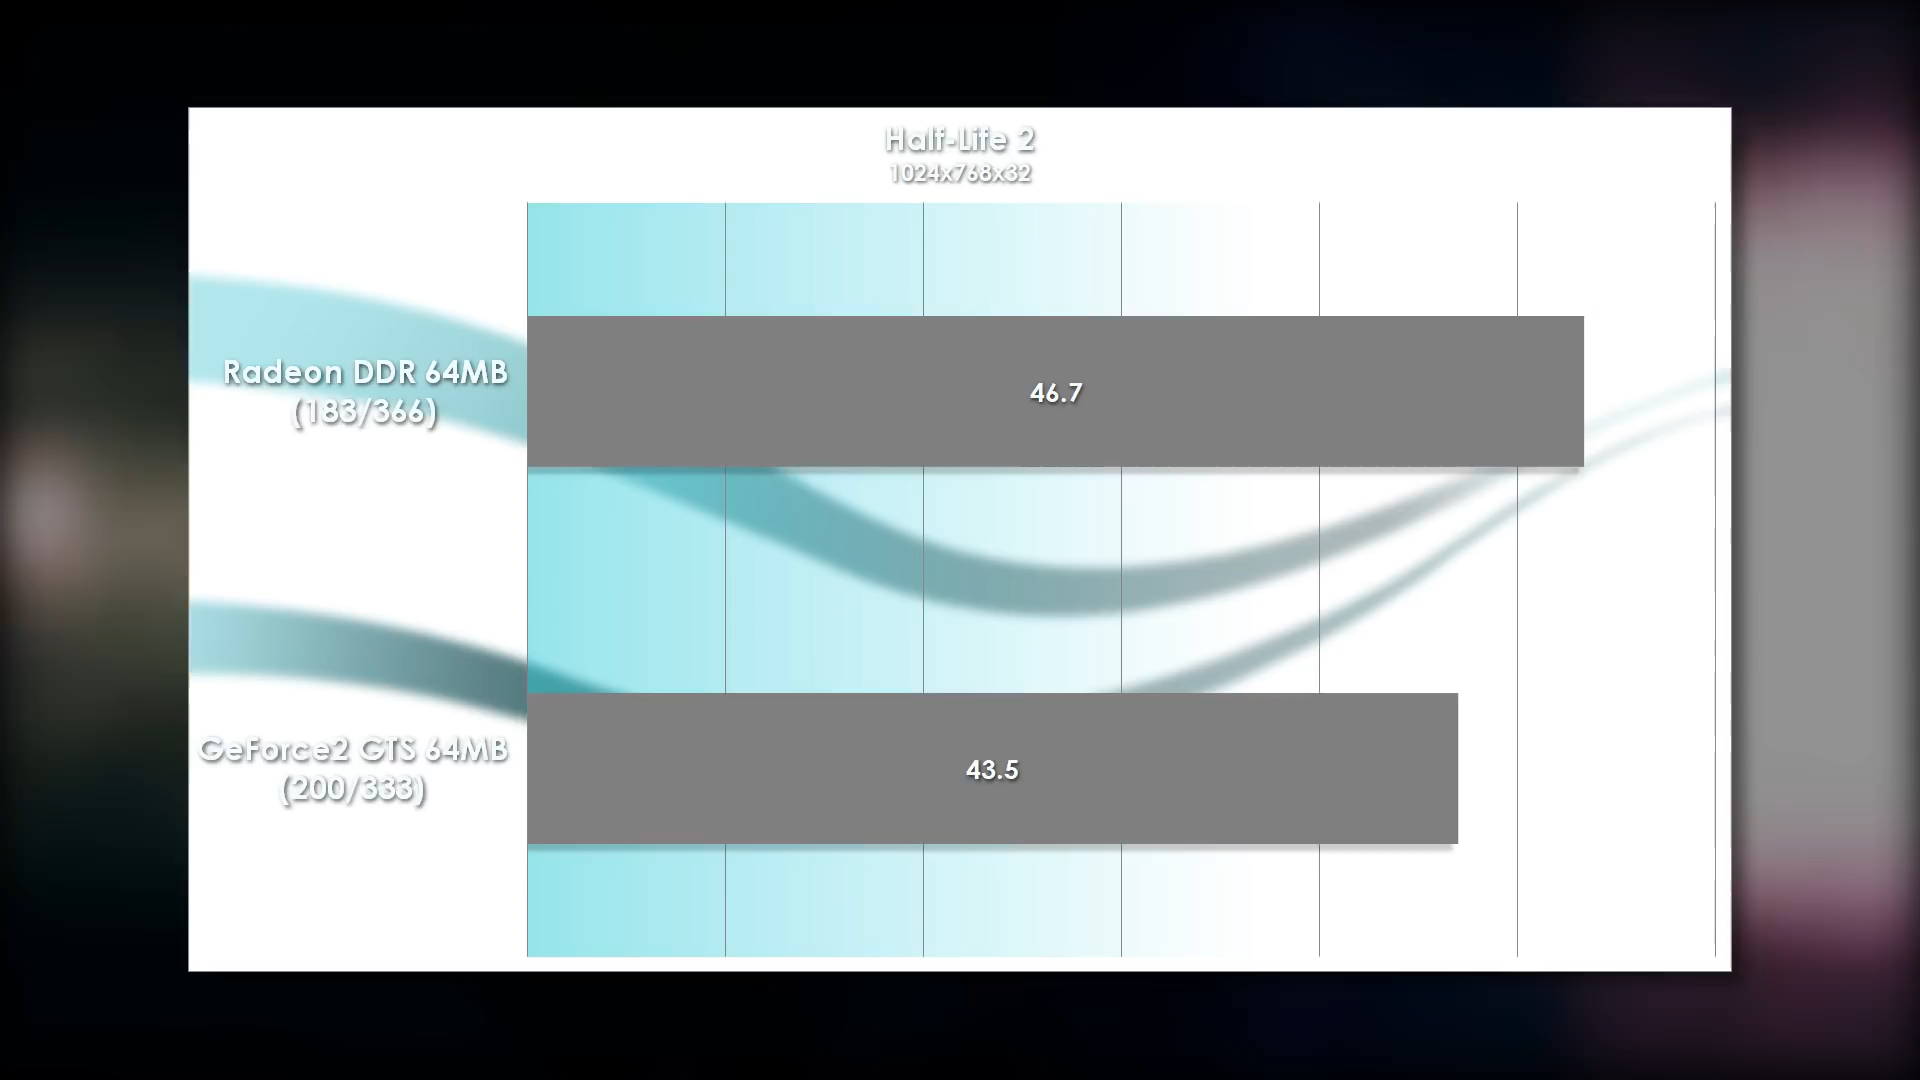 Half-Life 2
1024x768x32
Radeon DDR 64MB
(183/366)
46.7
GeForce2 GTS 64MB
(200/333)
43.5